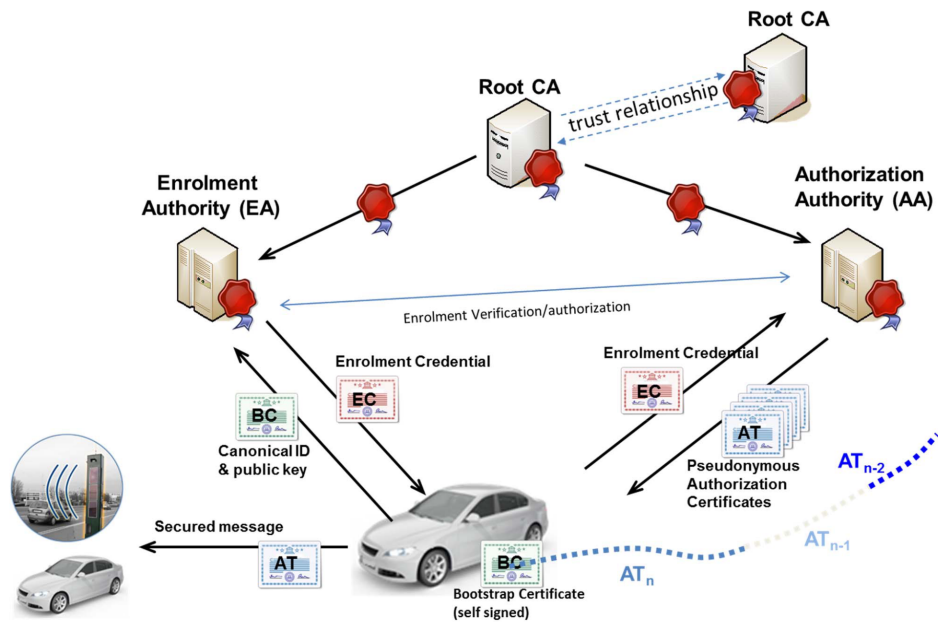 Root CA
Root CA
trust relationship
Enrolment
Authority (EA)
Authorization
Authority (AA)
Enrolment Verification/authorization
Enrolment Credential
Enrolment Credential
BC
EC
EC
AT
Canonical ID
& public key
Pseudonymous
Authorization
Certificates
ATn-2
ATn-1
ATn
Secured message
AT
BC
Bootstrap Certificate
(self signed)